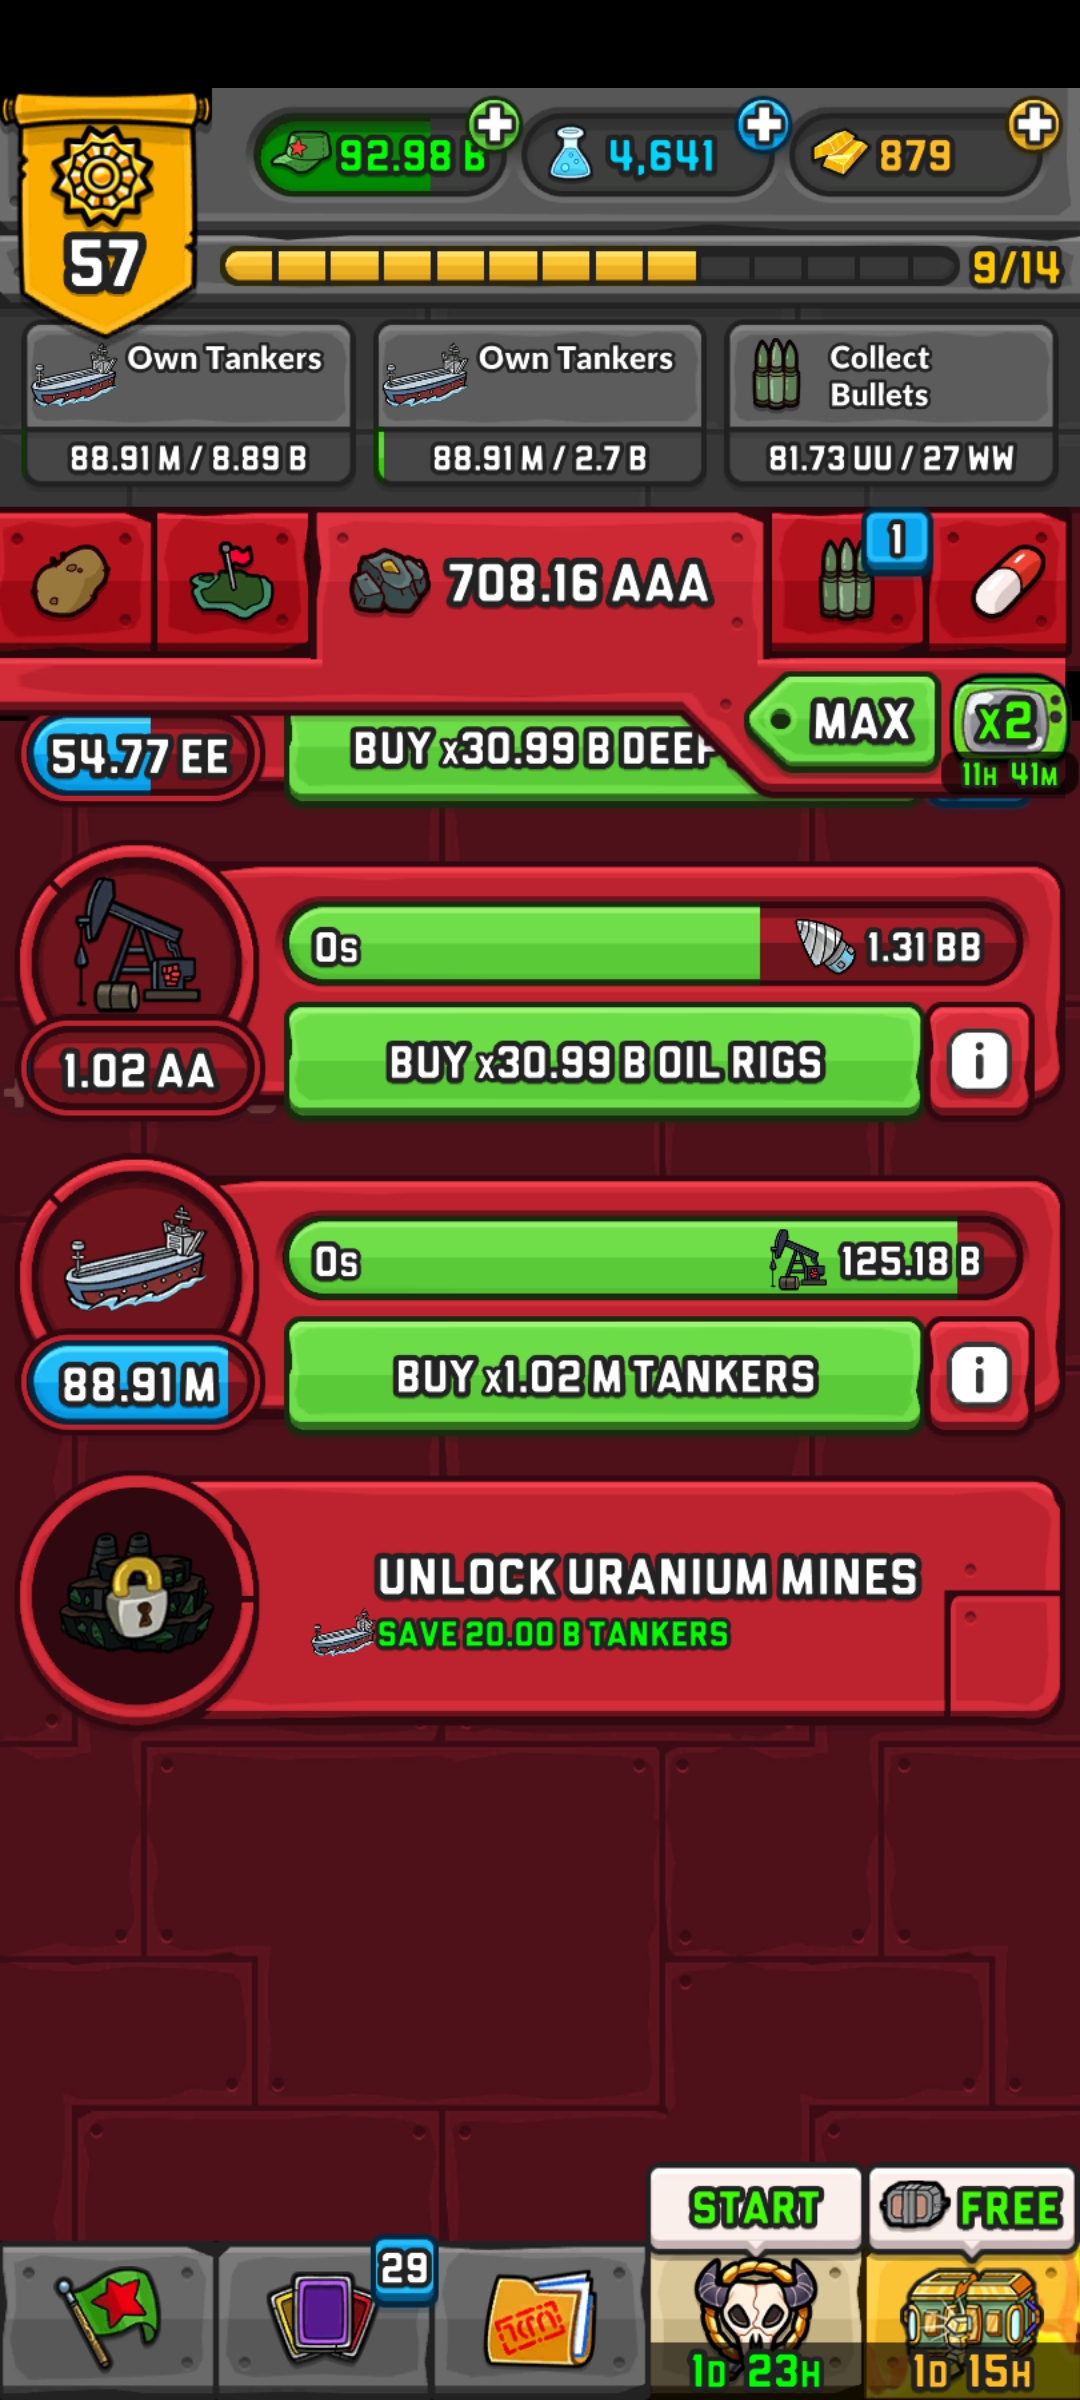 92.98 B
4,641
879
57
9/14
Own Tankers
88.91 M / 8.89 B
Own Tankers
88.91 M / 2.7 B
Collect
Bullets
81.73 UU / 27 WW
708.16 AAA
1
MAX
x2
11H 41M
54.77 EE
BUY x30.99 B DEEP
0s
1.31 BB
1.02 AA
BUY x30.99 B OIL RIGS
i
0s
125.18 B
88.91 M
BUY x1.02 M TANKERS
i
UNLOCK URANIUM MINES
SAVE 20.00 B TANKERS
START
FREE
29
1D 23H
1D 15H